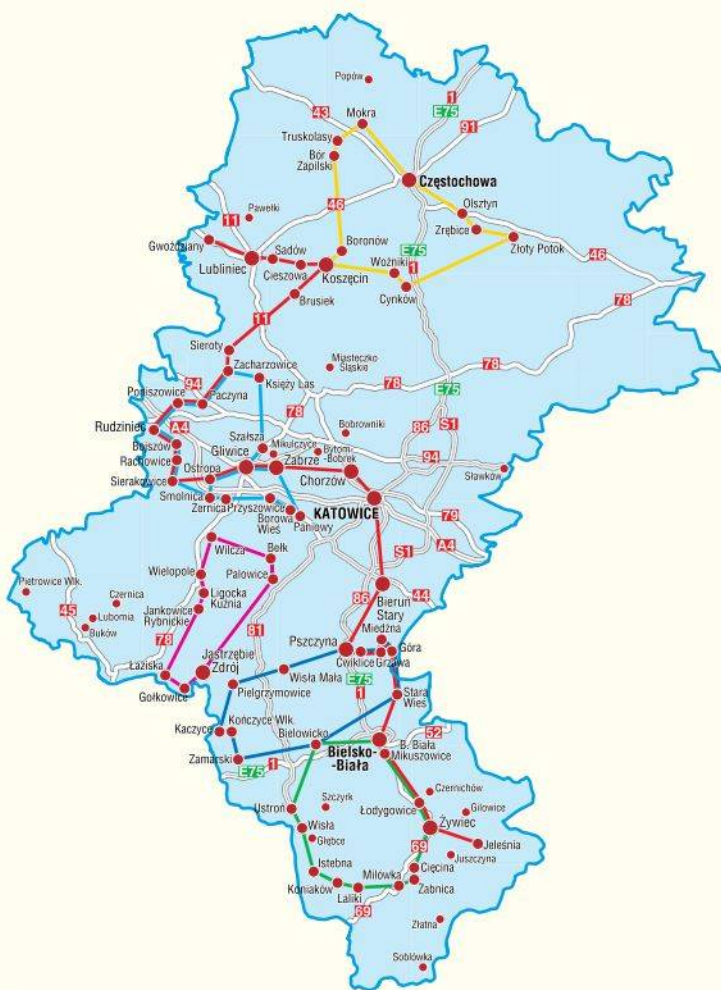 Popów
1
E75
43
Mokra
91
Truskolasy
Bór
Zapilski
Częstochowa
11
Pawełki
46
Olsztyn
Gwoździany
Boronów
Zrębice
E75
Sadów
Woźniki
1
Złoty Potok
46
Lubliniec
Cieszowa
Koszęcin
Cynków
Brusiek
78
11
Sieroty
Zacharzowice
Miasteczko
Śląskie
78
94
Księży Las
78
E75
Poniszowice
Paczyna
78
Rudziniec
A4
Bobrowniki
86
S1
Szałsza
Bojszów
Mikulczyce
Bytom-
-Bobrek
Rachowice
Gliwice
Zabrze
94
Ostropa
Chorzów
Sławków
Sierakowice
Smolnica
KATOWICE
79
Żernica
Przyszowice
Borowa
Wieś
Paniowy
A4
Wilcza
Bełk
S1
Wielopole
Palowice
Pietrowice Wlk.
Czernica
Ligocka
Kuźnia
86
44
45
Lubomia
Jankowice
Rybnickie
Bieruń
Stary
Buków
78
81
Miedźna
Pszczyna
Góra
Jastrzębie
Zdrój
Łaziska
Ćwiklice
Grzawa
Wisła Mała
E75
Gołkowice
Pielgrzymowice
1
Stara
Wieś
Kaczyce
Kończyce Wlk.
Bielowicko
52
Zamarski
1
Bielsko-
-Biała
B. Biała
Mikuszowice
E75
Szczyrk
Czernichów
Ustroń
Łodygowice
Gilowice
Wisła
Żywiec
Głębce
69
Jeleśnia
Istebna
Cięcina
Juszczyna
Milówka
Koniaków
Laliki
Żabnica
69
Złatna
Soblówka